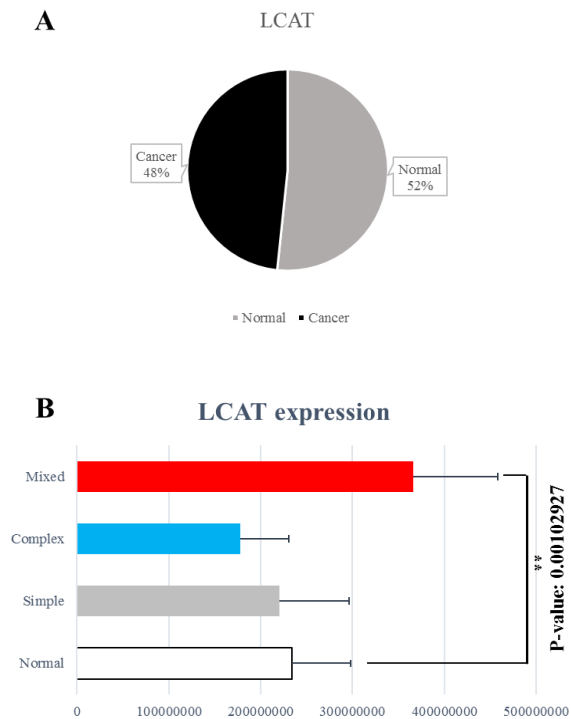 A
LCAT
Cancer
48%
Normal
52%
Normal
Cancer
B
LCAT expression
Mixed
Complex
Simple
Normal
**
P-value: 0.00102927
0
100000000
200000000
300000000
400000000
500000000